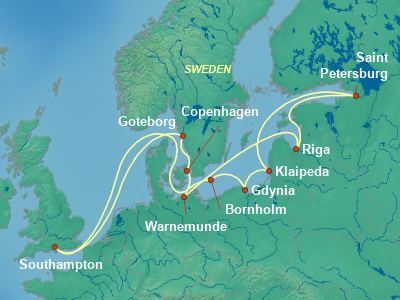 Saint
Petersburg
SWEDEN
Copenhagen
Goteborg
Riga
Klaipeda
Gdynia
Bornholm
Warnemunde
Southampton